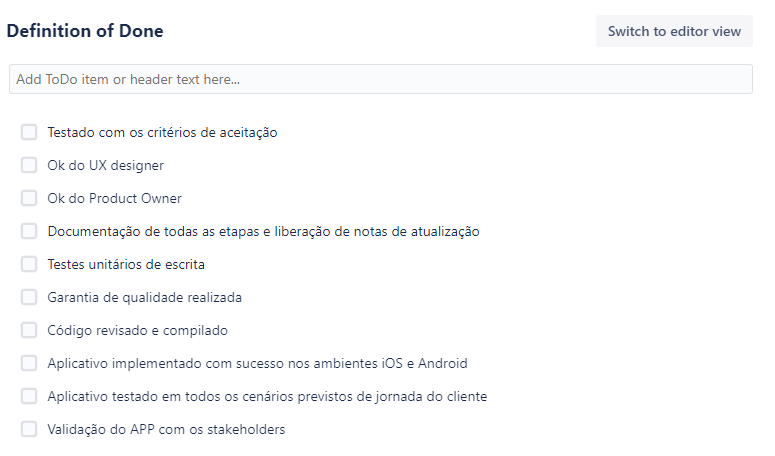 Definition of Done
Switch to editor view
Add ToDo item or header text here...
Testado com os critérios de aceitação
Ok do UX designer
Ok do Product Owner
Documentação de todas as etapas e liberação de notas de atualização
Testes unitários de escrita
Garantia de qualidade realizada
Código revisado e compilado
Aplicativo implementado com sucesso nos ambientes iOS e Android
Aplicativo testado em todos os cenários previstos de jornada do cliente
Validação do APP com os stakeholders